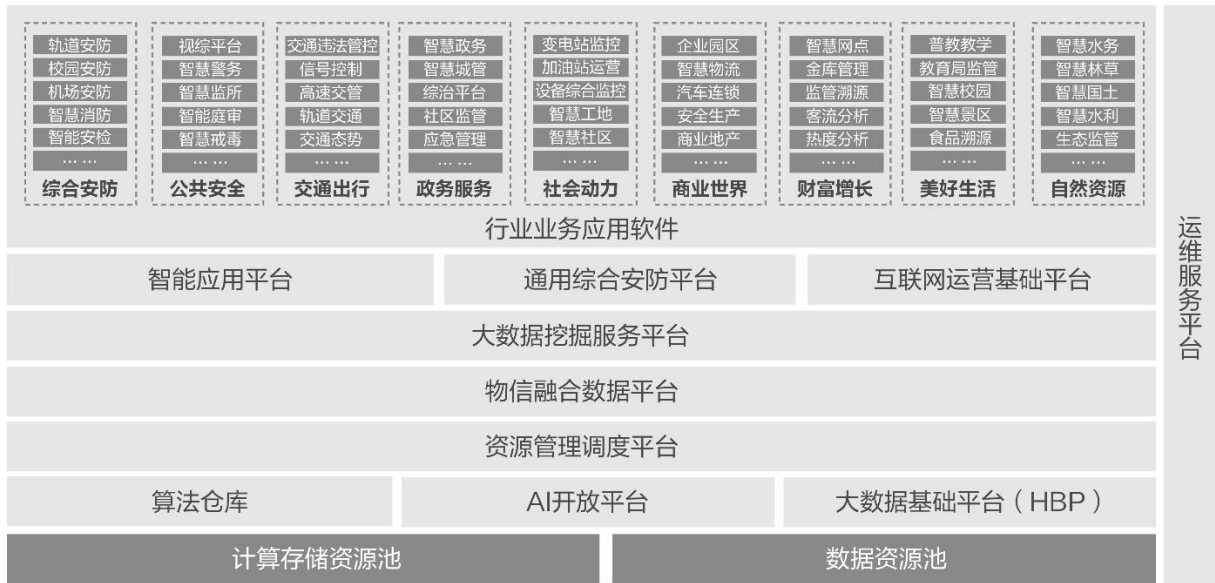 轨道安防
校园安防
机场安防
智慧消防
智能安检
… …
综合安防
视综平台
智慧警务
智慧监所
智能庭审
智慧戒毒
… …
公共安全
交通违法管控
信号控制
高速交管
轨道交通
交通态势
… …
交通出行
智慧政务
智慧城管
综治平台
社区监管
应急管理
… …
政务服务
变电站监控
加油站运营
设备综合监控
智慧工地
智慧社区
… …
社会动力
企业园区
智慧物流
汽车连锁
安全生产
商业地产
… …
商业世界
智慧网点
金库管理
监管溯源
客流分析
热度分析
… …
财富增长
普教教学
教育局监管
智慧校园
智慧景区
食品溯源
… …
美好生活
智慧水务
智慧林草
智慧国土
智慧水利
生态监管
… …
自然资源
行业业务应用软件
智能应用平台
通用综合安防平台
互联网运营基础平台
大数据挖掘服务平台
物信融合数据平台
资源管理调度平台
算法仓库
AI开放平台
大数据基础平台（HBP）
计算存储资源池
数据资源池
运维服务平台